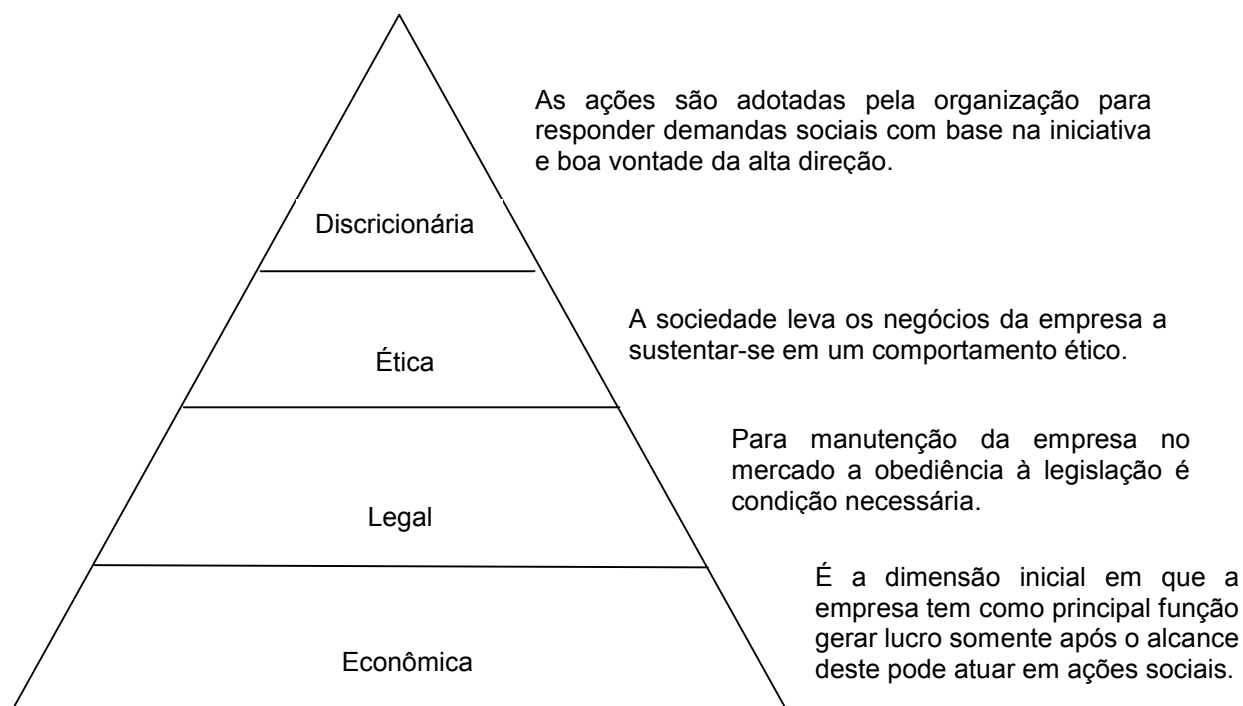 As ações são adotadas pela organização para
responder demandas sociais com base na iniciativa
e boa vontade da alta direção.
Discricionária
A sociedade leva os negócios da empresa a
sustentar-se em um comportamento ético.
Ética
Para manutenção da empresa no
mercado a obediência à legislação é
condição necessária.
Legal
É a dimensão inicial em que a
empresa tem como principal função
gerar lucro somente após o alcance
deste pode atuar em ações sociais.
Econômica